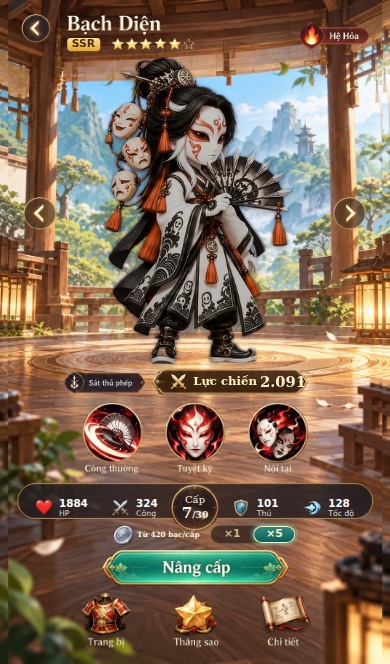 Bạch Diện
SSR
Hệ Hỏa
Sát thủ phép
Lực chiến 2.091
Công thường
Tuyệt kỹ
Nội tại
1884
HP
324
Công
Cấp
7/30
101
Thủ
128
Tốc độ
Từ 420 bạc/cấp
×1
×5
Nâng cấp
Trang bị
Thăng sao
Chi tiết